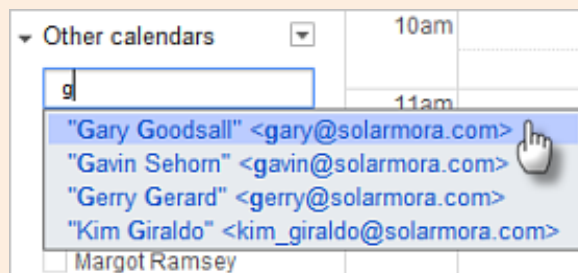 Other calendars
10am
g
11am
"Gary Goodsall" <gary@solarmora.com>
"Gavin Sehorn" <gavin@solarmora.com>
"Gerry Gerard" <gerry@solarmora.com>
"Kim Giraldo" <kim_giraldo@solarmora.com>
Margot Ramsey